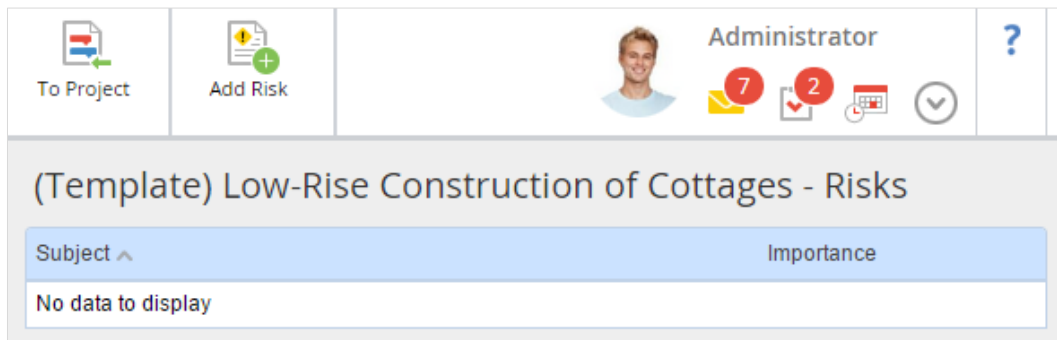 To Project
Add Risk
Administrator
?
7
2
(Template) Low-Rise Construction of Cottages - Risks
Subject Importance
No data to display